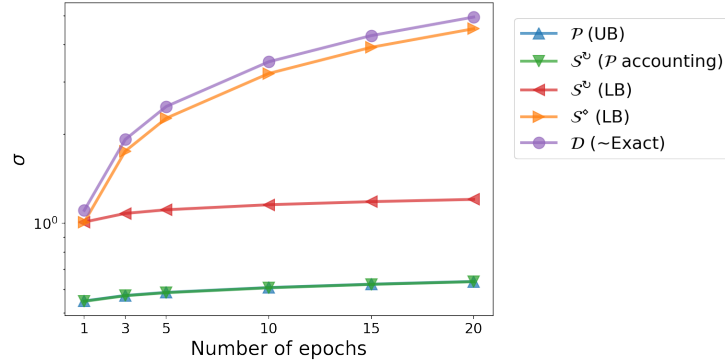 σ
10⁰
1 3 5 10 15 20
Number of epochs
𝒫 (UB)
𝒮↻ (𝒫 accounting)
𝒮↻ (LB)
𝒮⋄ (LB)
𝒟 (~Exact)